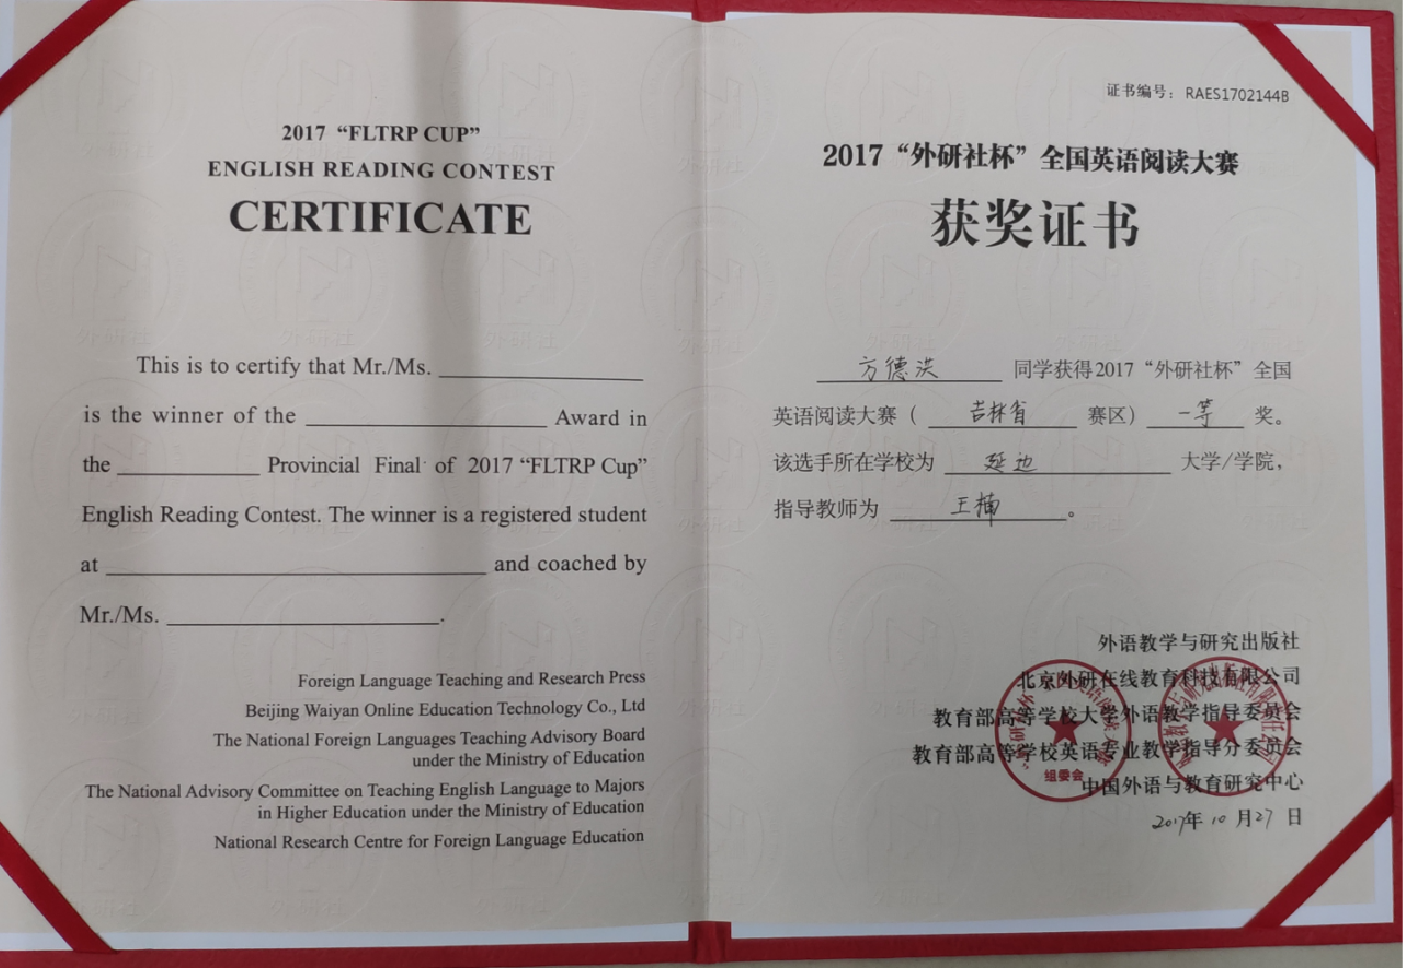 2017 “FLTRP CUP”
ENGLISH READING CONTEST
CERTIFICATE
This is to certify that Mr./Ms.
is the winner of the Award in
the Provincial Final of 2017 “FLTRP Cup”
English Reading Contest. The winner is a registered student
at and coached by
Mr./Ms. .
Foreign Language Teaching and Research Press
Beijing Waiyan Online Education Technology Co., Ltd
The National Foreign Languages Teaching Advisory Board
under the Ministry of Education
The National Advisory Committee on Teaching English Language to Majors
in Higher Education under the Ministry of Education
National Research Centre for Foreign Language Education
证书编号：RAES1702144B
2017“外研社杯”全国英语阅读大赛
获奖证书
方德洪 同学获得2017“外研社杯”全国
英语阅读大赛（ 吉林省 赛区）一等 奖。
该选手所在学校为 延边 大学/学院，
指导教师为 王楠 。
外语教学与研究出版社
北京外研在线教育科技有限公司
教育部高等学校大学外语教学指导委员会
教育部高等学校英语专业教学指导分委员会
中国外语与教育研究中心
2017年10月27日
组委会
外研社